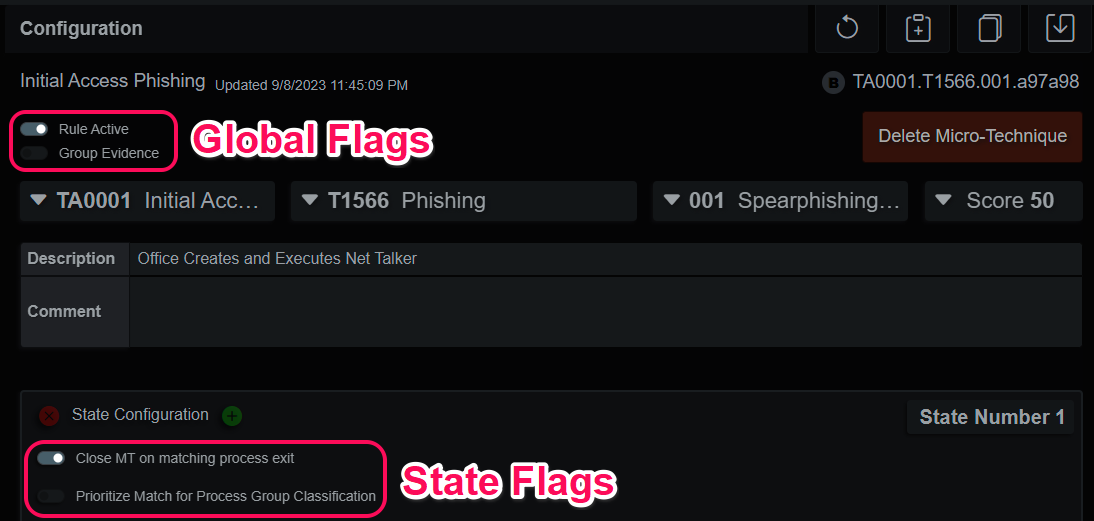 Configuration
Initial Access Phishing Updated 9/8/2023 11:45:09 PM
B TA0001.T1566.001.a97a98
Rule Active
Group Evidence
Global Flags
Delete Micro-Technique
TA0001 Initial Acc...
T1566 Phishing
001 Spearphishing...
Score 50
Description Office Creates and Executes Net Talker
Comment
State Configuration
State Number 1
Close MT on matching process exit
Prioritize Match for Process Group Classification
State Flags